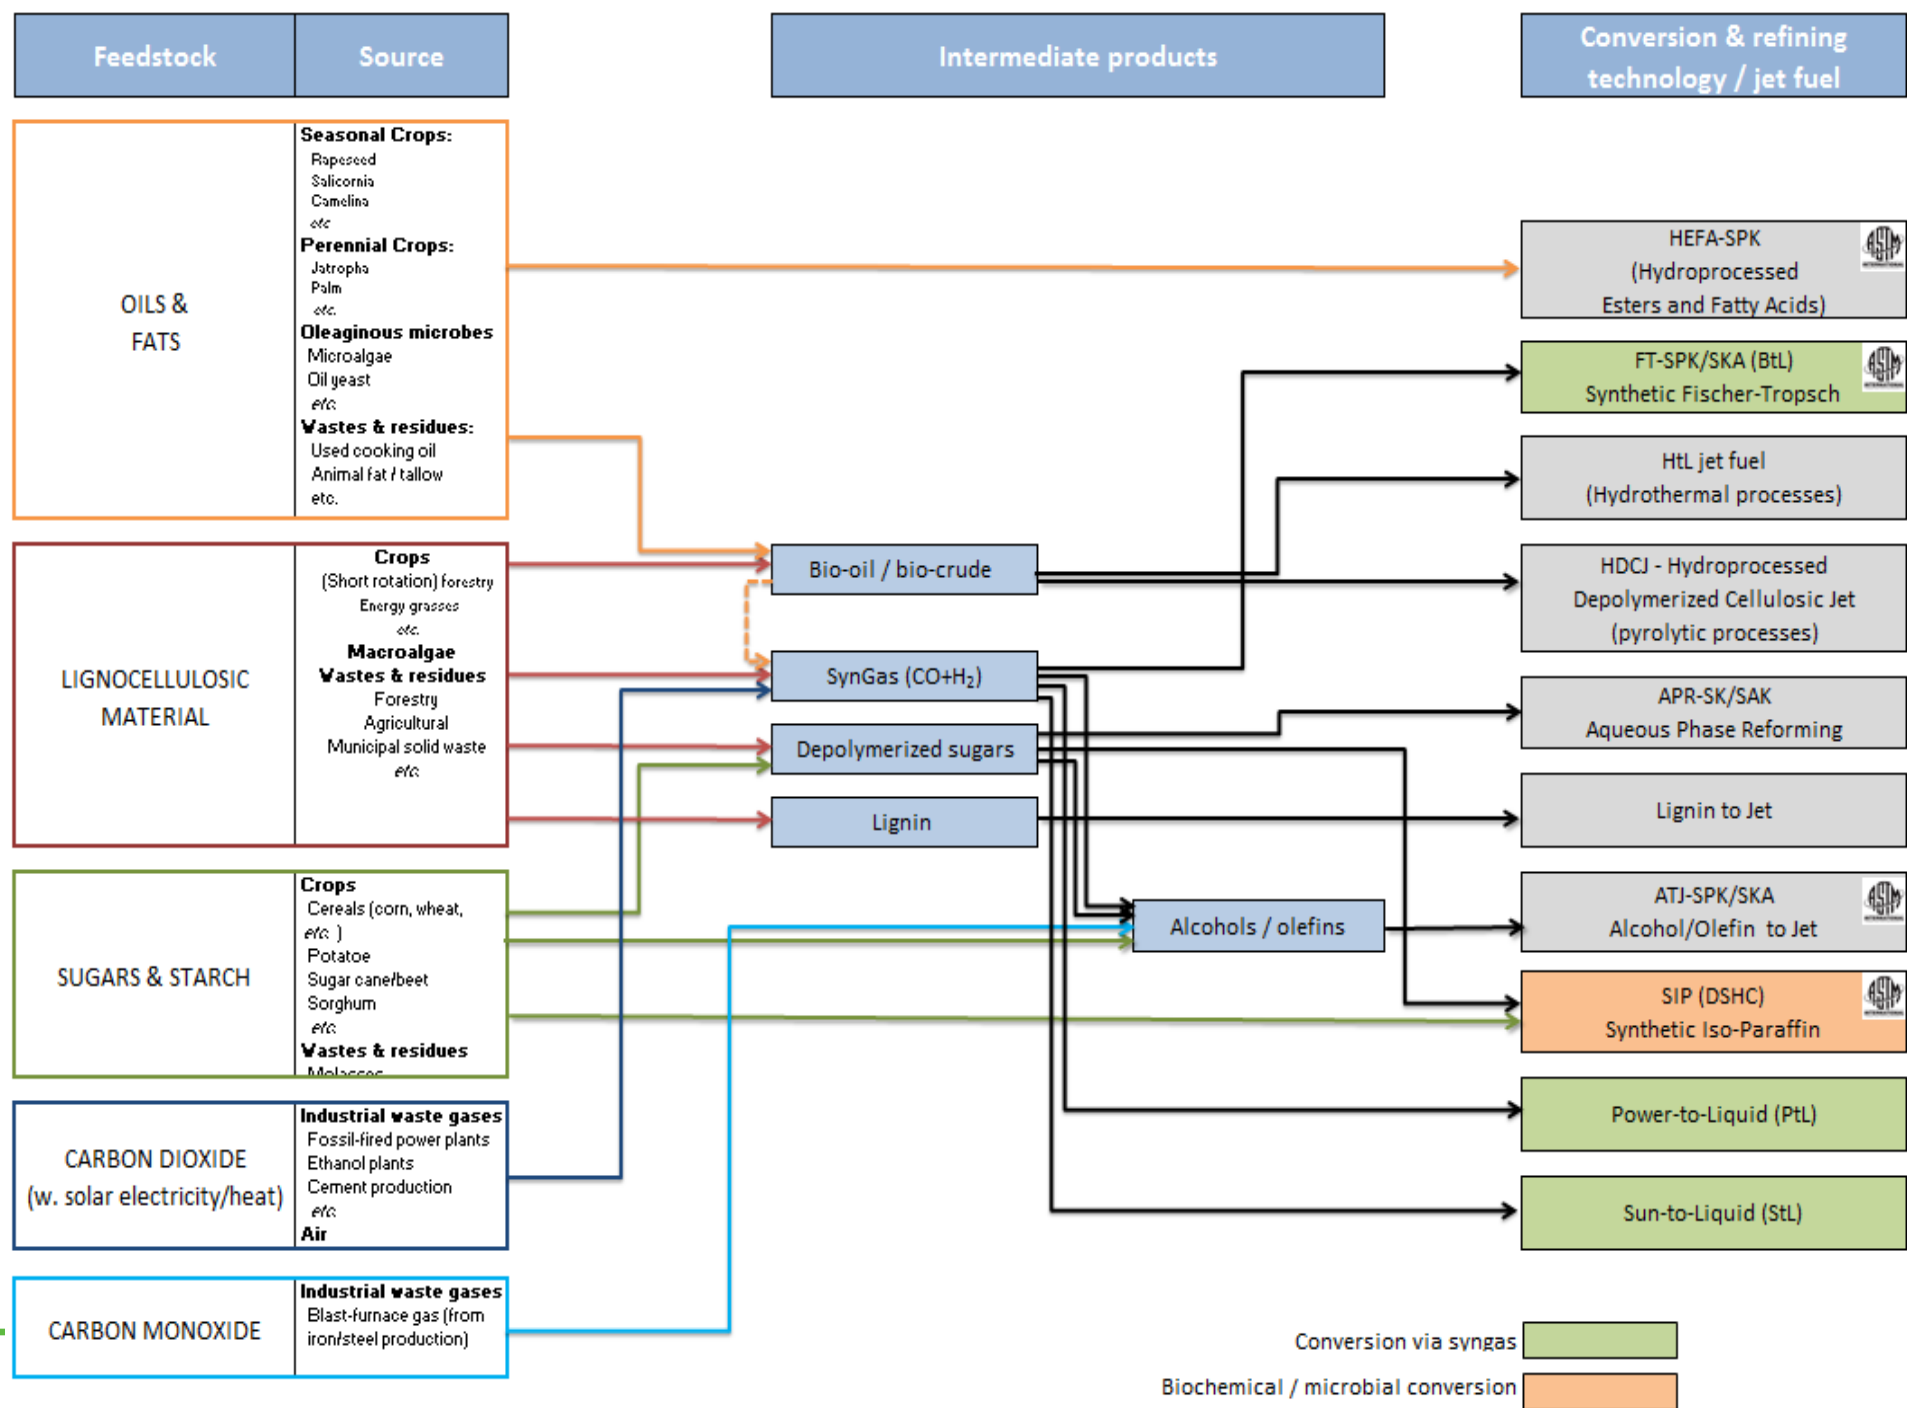 Feedstock
Source
Intermediate products
Conversion & refining
technology / jet fuel
OILS &
FATS
Seasonal Crops:
Rapeseed
Salicornia
Camelina
etc
Perennial Crops:
Jatropha
Palm
etc.
Oleaginous microbes
Microalgae
Oil yeast
etc
Wastes & residues:
Used cooking oil
Animal fat / tallow
etc.
LIGNOCELLULOSIC
MATERIAL
Crops
(Short rotation) forestry
Energy grasses
etc.
Macroalgae
Wastes & residues
Forestry
Agricultural
Municipal solid waste
etc
SUGARS & STARCH
Crops
Cereals (corn, wheat,
etc.)
Potatoe
Sugar cane/beet
Sorghum
etc
Wastes & residues
Molasses
CARBON DIOXIDE
(w. solar electricity/heat)
Industrial waste gases
Fossil-fired power plants
Ethanol plants
Cement production
etc
Air
CARBON MONOXIDE
Industrial waste gases
Blast-furnace gas (from
iron/steel production)
Bio-oil / bio-crude
SynGas (CO+H₂)
Depolymerized sugars
Lignin
Alcohols / olefins
HEFA-SPK
(Hydroprocessed
Esters and Fatty Acids)
ASTM
INTERNATIONAL
FT-SPK/SKA (BtL)
Synthetic Fischer-Tropsch
ASTM
INTERNATIONAL
HtL jet fuel
(Hydrothermal processes)
HDCJ - Hydroprocessed
Depolymerized Cellulosic Jet
(pyrolytic processes)
APR-SK/SAK
Aqueous Phase Reforming
Lignin to Jet
ATJ-SPK/SKA
Alcohol/Olefin to Jet
ASTM
INTERNATIONAL
SIP (DSHC)
Synthetic Iso-Paraffin
ASTM
INTERNATIONAL
Power-to-Liquid (PtL)
Sun-to-Liquid (StL)
Conversion via syngas
Biochemical / microbial conversion